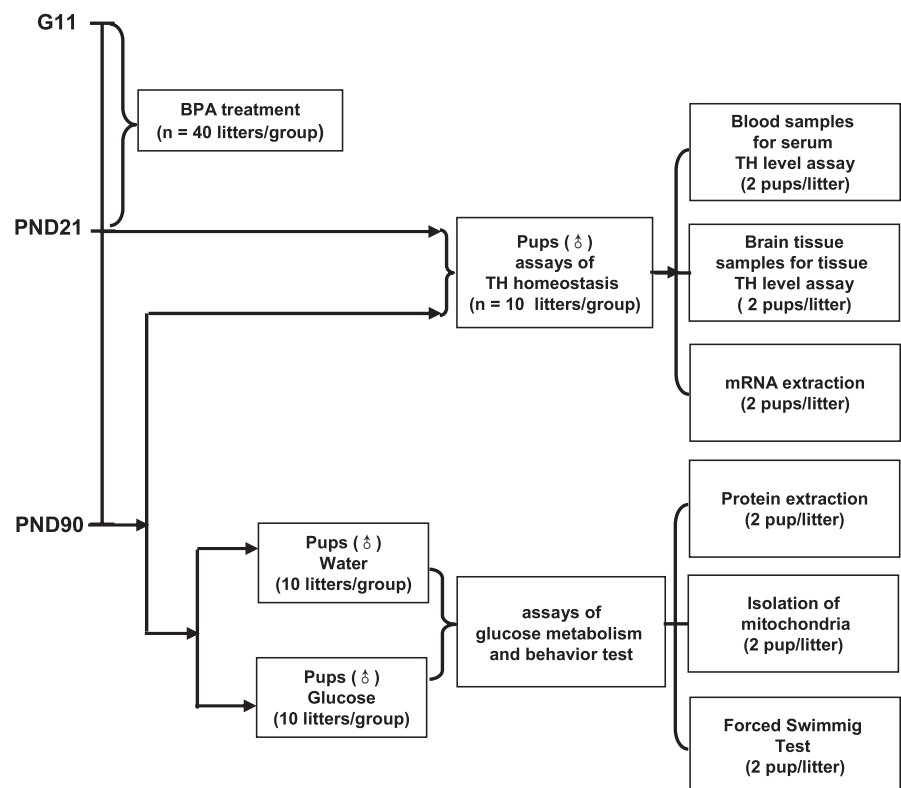 G11
BPA treatment
(n = 40 litters/group)
PND21
Pups (♂)
assays of
TH homeostasis
(n = 10 litters/group)
Blood samples
for serum
TH level assay
(2 pups/litter)
Brain tissue
samples for tissue
TH level assay
( 2 pups/litter)
mRNA extraction
(2 pups/litter)
PND90
Pups (♂)
Water
(10 litters/group)
Pups (♂)
Glucose
(10 litters/group)
assays of
glucose metabolism
and behavior test
Protein extraction
(2 pup/litter)
Isolation of
mitochondria
(2 pup/litter)
Forced Swimmig
Test
(2 pup/litter)